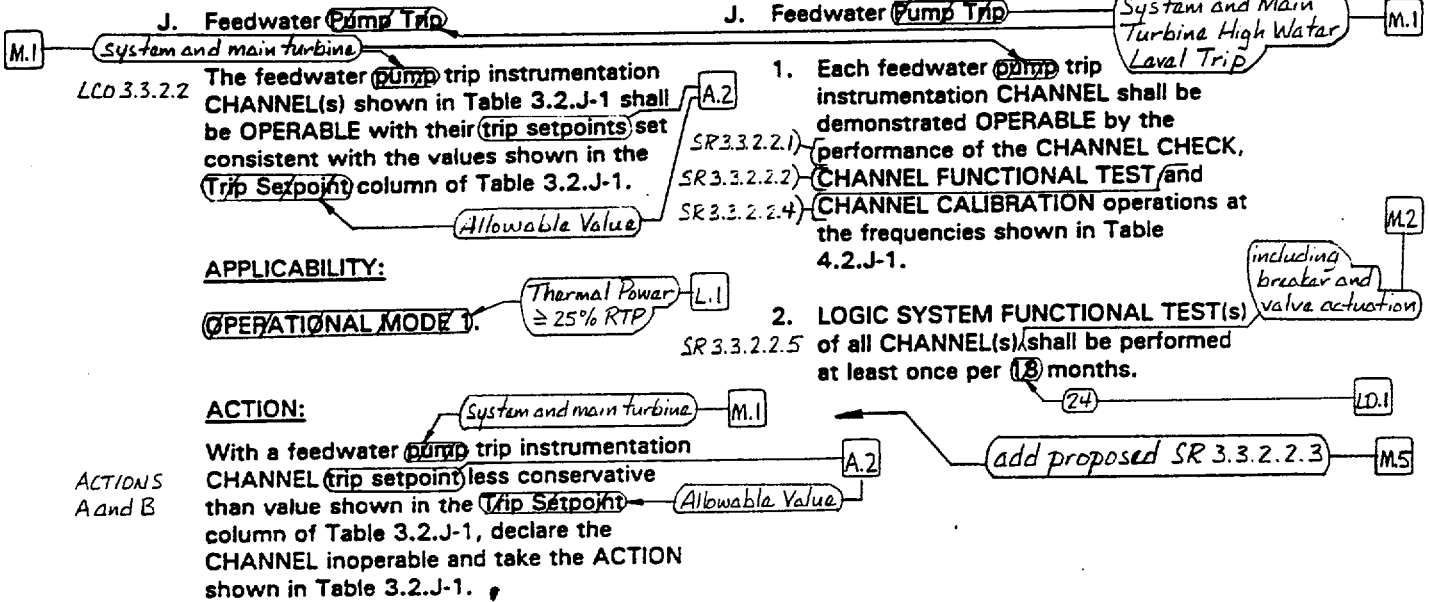 J. Feedwater Pump Trip
M.1
system and main turbine
LCO 3.3.2.2
The feedwater pump trip instrumentation
CHANNEL(s) shown in Table 3.2.J-1 shall
be OPERABLE with their trip setpoints set
consistent with the values shown in the
Trip Setpoint column of Table 3.2.J-1.
A.2
Allowable Value
APPLICABILITY:
OPERATIONAL MODE 1.
Thermal Power
≥ 25% RTP
L.1
ACTION:
System and main turbine
M.1
ACTIONS
A and B
With a feedwater pump trip instrumentation
CHANNEL trip setpoint less conservative
than value shown in the Trip Setpoint
column of Table 3.2.J-1, declare the
CHANNEL inoperable and take the ACTION
shown in Table 3.2.J-1.
A.2
Allowable Value
J. Feedwater Pump Trip
System and Main
Turbine High Water
Laval Trip
M.1
1. Each feedwater pump trip
instrumentation CHANNEL shall be
demonstrated OPERABLE by the
SR 3.3.2.2.1 performance of the CHANNEL CHECK,
SR 3.3.2.2.2 CHANNEL FUNCTIONAL TEST and
SR 3.3.2.2.4 CHANNEL CALIBRATION operations at
the frequencies shown in Table
4.2.J-1.
M.2
including
breaker and
valve actuation
2. LOGIC SYSTEM FUNCTIONAL TEST(s)
SR 3.3.2.2.5 of all CHANNEL(s) shall be performed
at least once per 18 months.
24
LD.1
add proposed SR 3.3.2.2.3
M.5